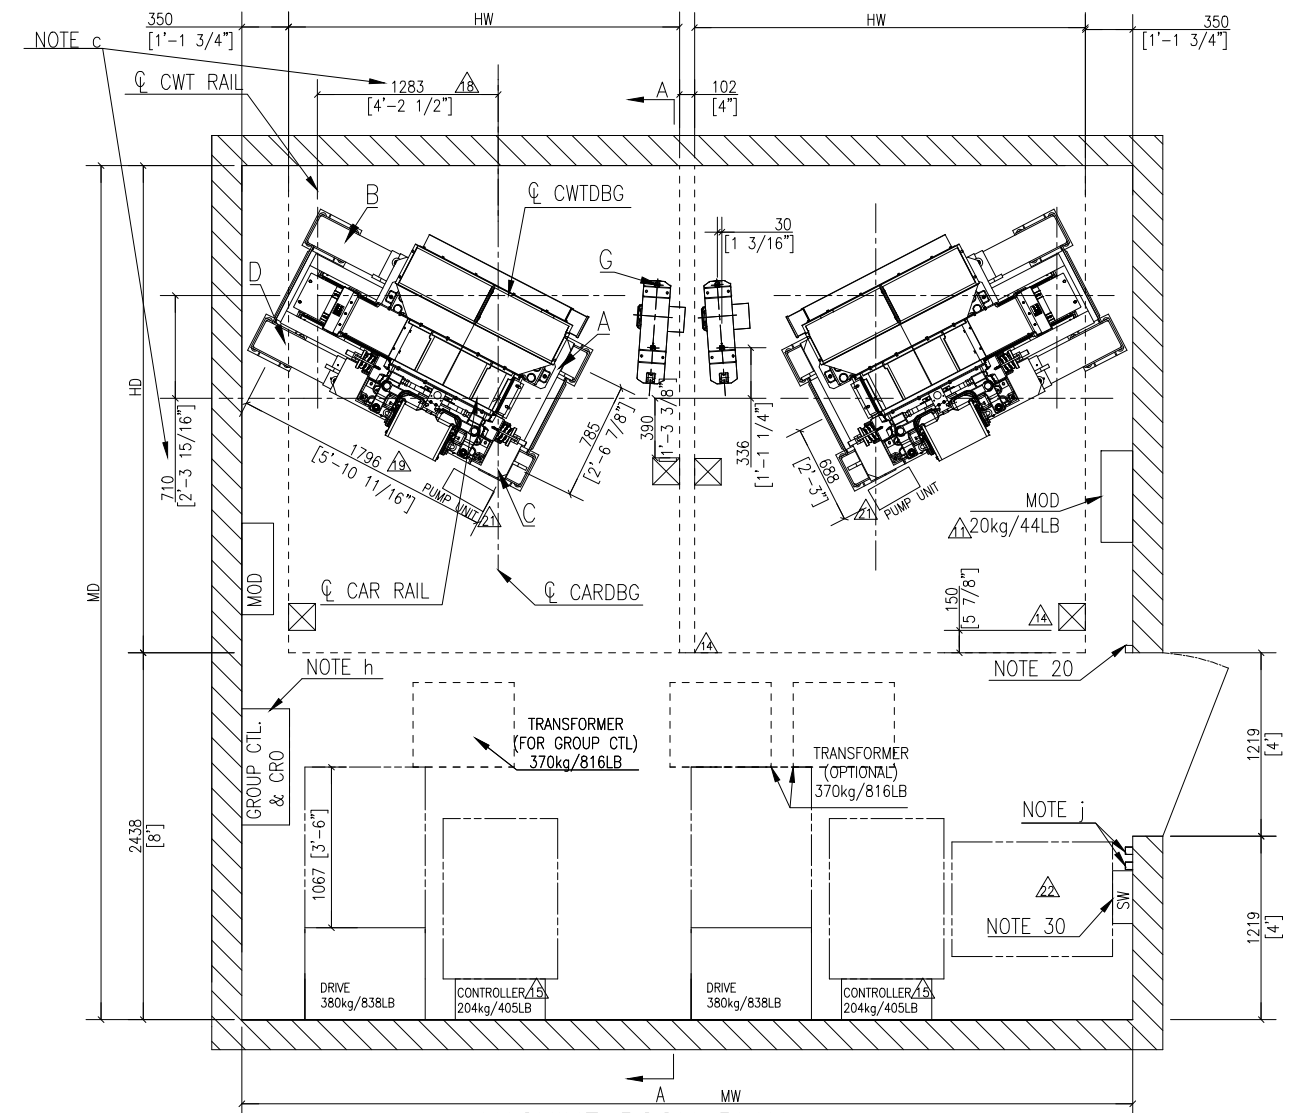 350
[1'-1 3/4"]
HW
HW
350
[1'-1 3/4"]
NOTE c
℄ CWT RAIL
1283
[4'-2 1/2"]
18
A
102
[4"]
B
℄ CWTDBG
30
[1 3/16"]
G
D
A
HD
710
[2'-3 15/16"]
1796
[5'-10 11/16"]
19
785
[2'-6 7/8"]
390
1'-3 3/8"]
336
[1'-1 1/4"]
688
[2'-3"]
PUMP UNIT
21
C
21
PUMP UNIT
MOD
20kg/44LB
11
MD
MOD
℄ CAR RAIL
℄ CARDBG
150
[5 7/8"]
14
14
NOTE h
NOTE 20
GROUP CTL.
& CRO
TRANSFORMER
(FOR GROUP CTL)
370kg/816LB
TRANSFORMER
(OPTIONAL)
370kg/816LB
1219
[4']
2438
[8']
1067 [3'-6"]
NOTE j
22
SW
NOTE 30
1219
[4']
DRIVE
380kg/838LB
CONTROLLER
15
204kg/405LB
DRIVE
380kg/838LB
CONTROLLER
15
204kg/405LB
A
MW